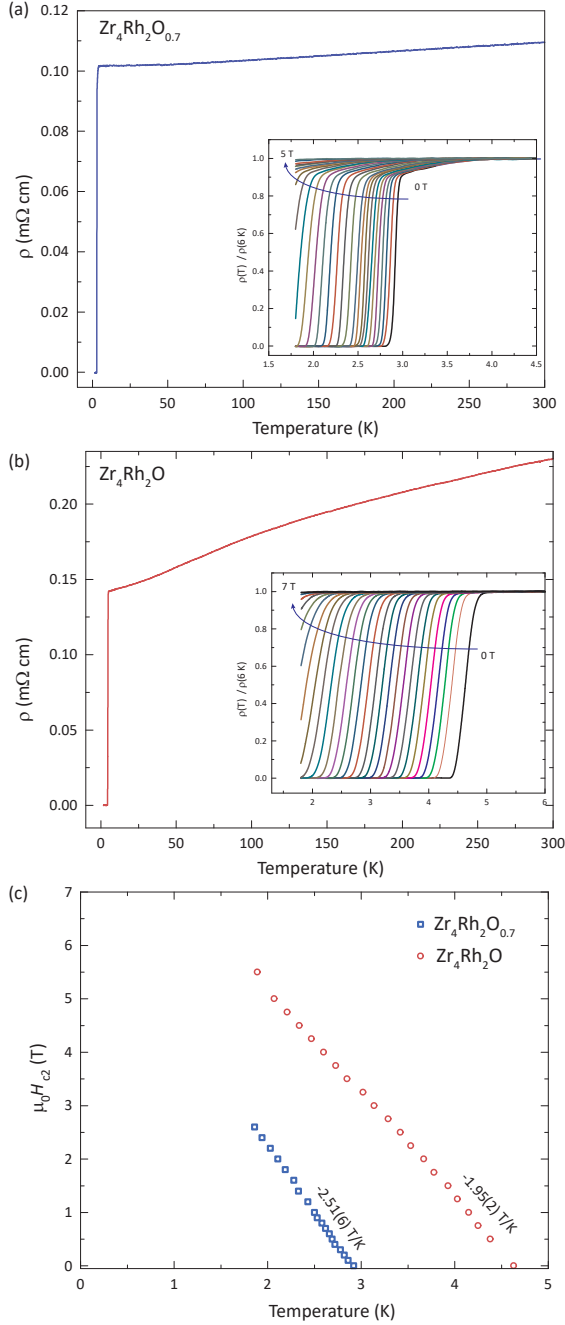 (a)
Zr4Rh2O0.7
0.12
0.10
0.08
0.06
0.04
0.02
0.00
ρ (mΩ cm)
0 50 100 150 200 250 300
Temperature (K)
5 T
0 T
1.0
0.8
0.6
0.4
0.2
0.0
ρ(T) / ρ(6 K)
1.5 2.0 2.5 3.0 3.5 4.0 4.5
(b)
Zr4Rh2O
0.20
0.15
0.10
0.05
0.00
ρ (mΩ cm)
0 50 100 150 200 250 300
Temperature (K)
7 T
0 T
1.0
0.8
0.6
0.4
0.2
0.0
ρ(T) / ρ(6 K)
2 3 4 5 6
(c)
7
6
5
4
3
2
1
0
μ0Hc2 (T)
Zr4Rh2O0.7
Zr4Rh2O
-2.51(6) T/K
-1.95(2) T/K
0 1 2 3 4 5
Temperature (K)